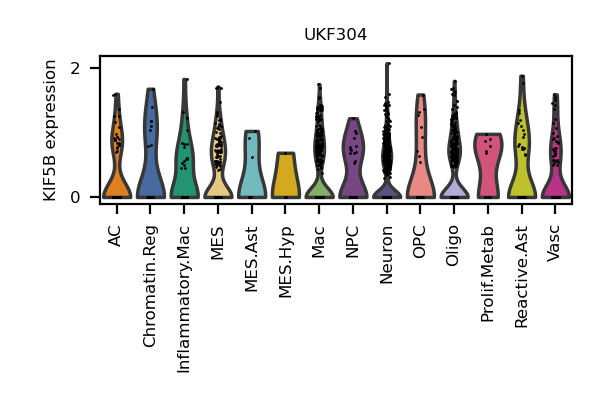 UKF304
KIF5B expression
2
0
AC
Chromatin.Reg
Inflammatory.Mac
MES
MES.Ast
MES.Hyp
Mac
NPC
Neuron
OPC
Oligo
Prolif.Metab
Reactive.Ast
Vasc